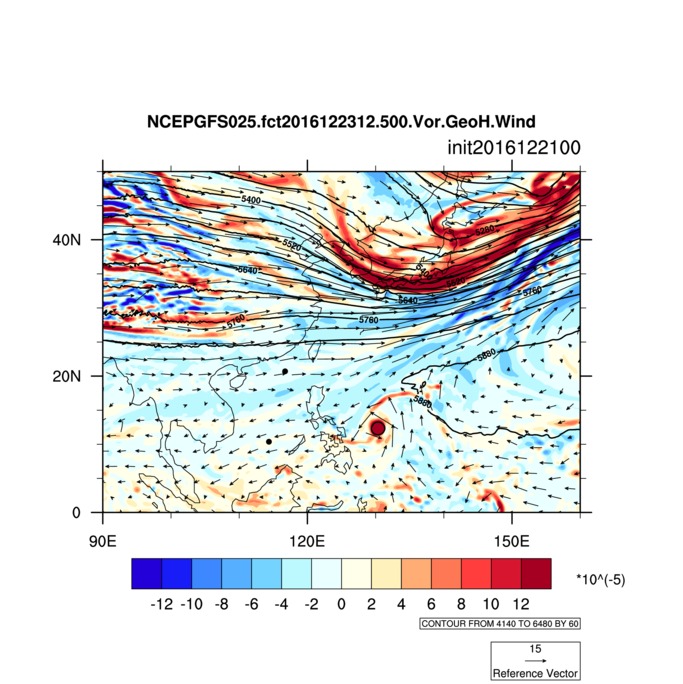 NCEPGFS025.fct2016122312.500.Vor.GeoH.Wind
init2016122100
5400
5520
5640
5760
5280
5400
5640
5760
5760
5880
5880
40N
20N
0
90E 120E 150E
-12 -10 -8 -6 -4 -2 0 2 4 6 8 10 12
*10^(-5)
CONTOUR FROM 4140 TO 6480 BY 60
15
Reference Vector